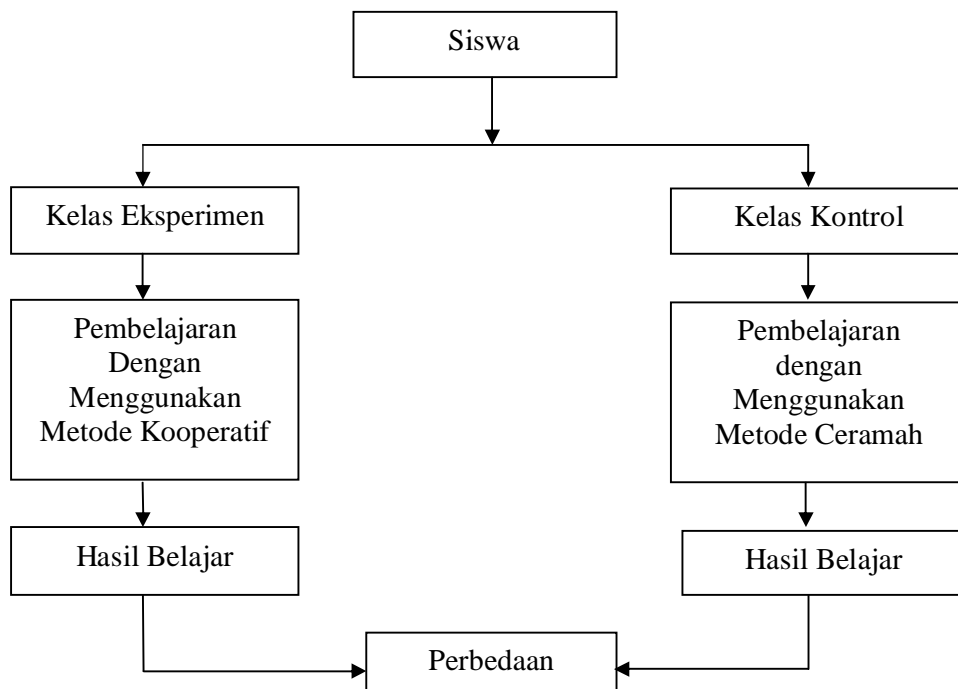 Siswa
Kelas Eksperimen
Kelas Kontrol
Pembelajaran
Dengan
Menggunakan
Metode Kooperatif
Pembelajaran
dengan
Menggunakan
Metode Ceramah
Hasil Belajar
Hasil Belajar
Perbedaan